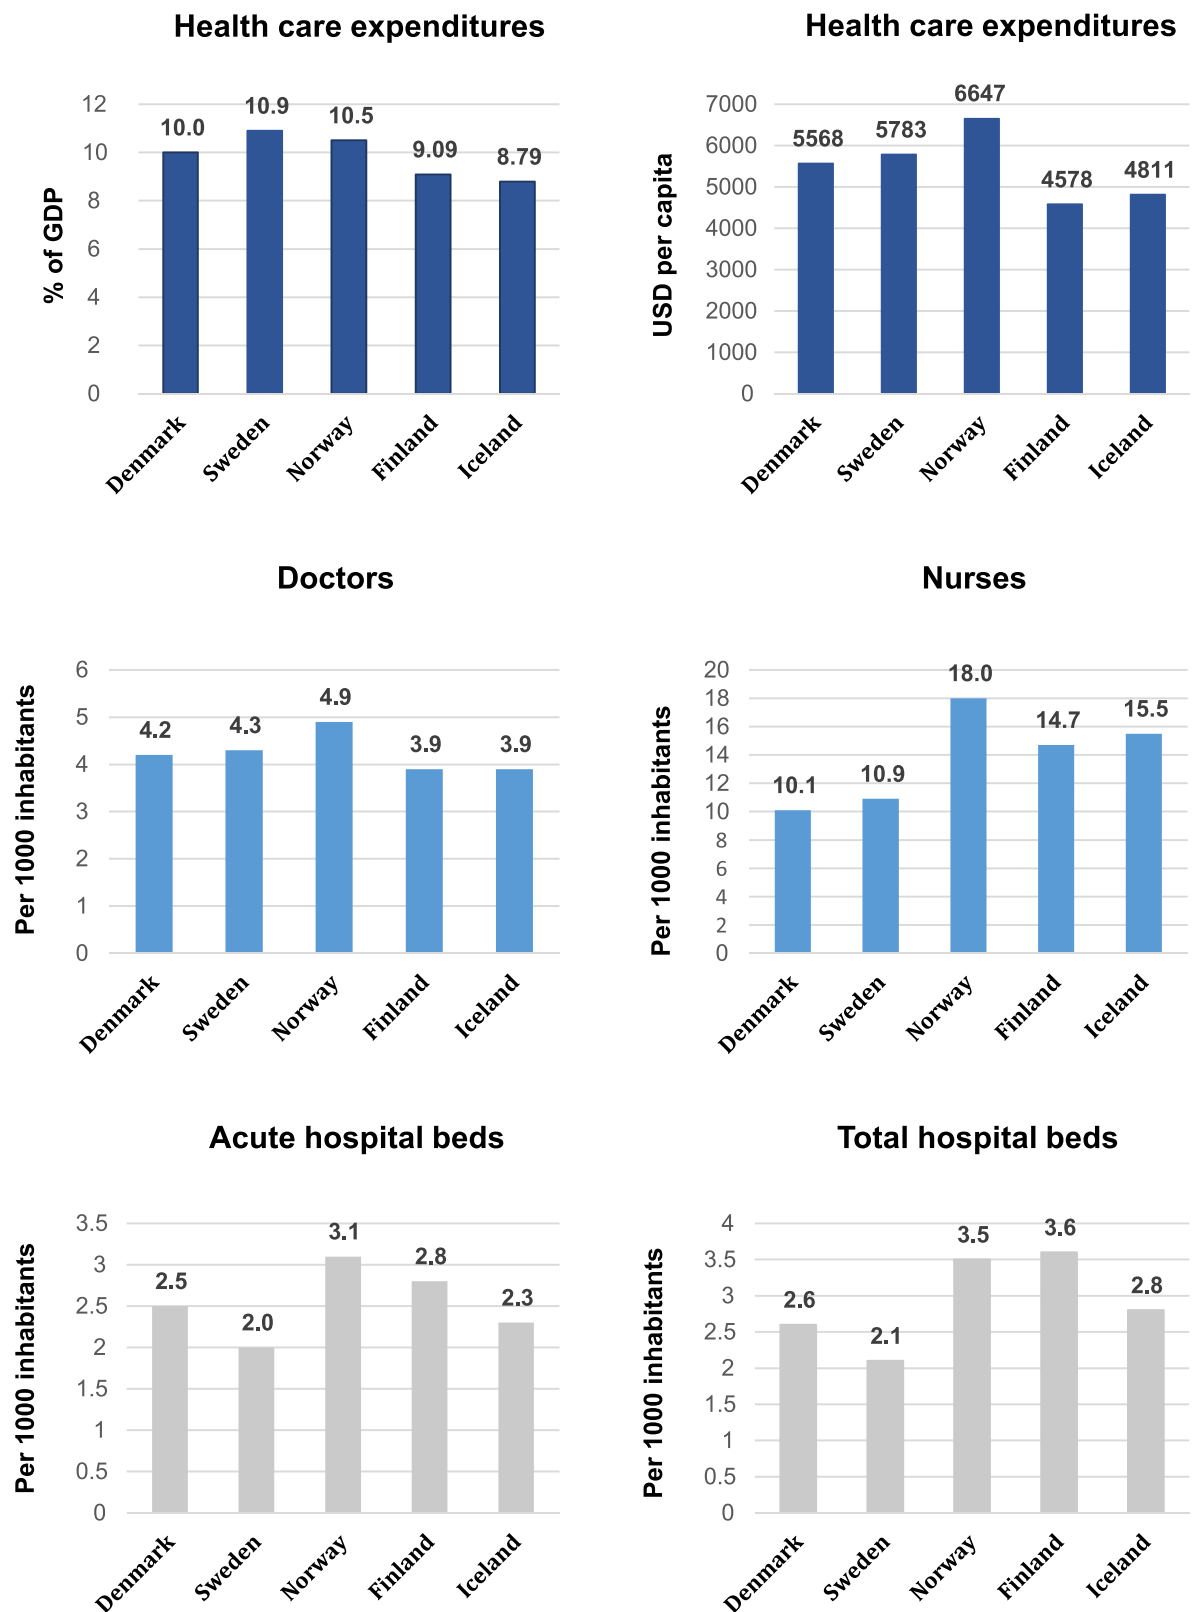 Health care expenditures
% of GDP
12
10
8
6
4
2
0
10.0
10.9
10.5
9.09
8.79
Denmark
Sweden
Norway
Finland
Iceland
Health care expenditures
USD per capita
7000
6000
5000
4000
3000
2000
1000
0
5568
5783
6647
4578
4811
Denmark
Sweden
Norway
Finland
Iceland
Doctors
Per 1000 inhabitants
6
5
4
3
2
1
0
4.2
4.3
4.9
3.9
3.9
Denmark
Sweden
Norway
Finland
Iceland
Nurses
Per 1000 inhabitants
20
18
16
14
12
10
8
6
4
2
0
10.1
10.9
18.0
14.7
15.5
Denmark
Sweden
Norway
Finland
Iceland
Acute hospital beds
Per 1000 inhabitants
3.5
3
2.5
2
1.5
1
0.5
0
2.5
2.0
3.1
2.8
2.3
Denmark
Sweden
Norway
Finland
Iceland
Total hospital beds
Per 1000 inhabitants
4
3.5
3
2.5
2
1.5
1
0.5
0
2.6
2.1
3.5
3.6
2.8
Denmark
Sweden
Norway
Finland
Iceland